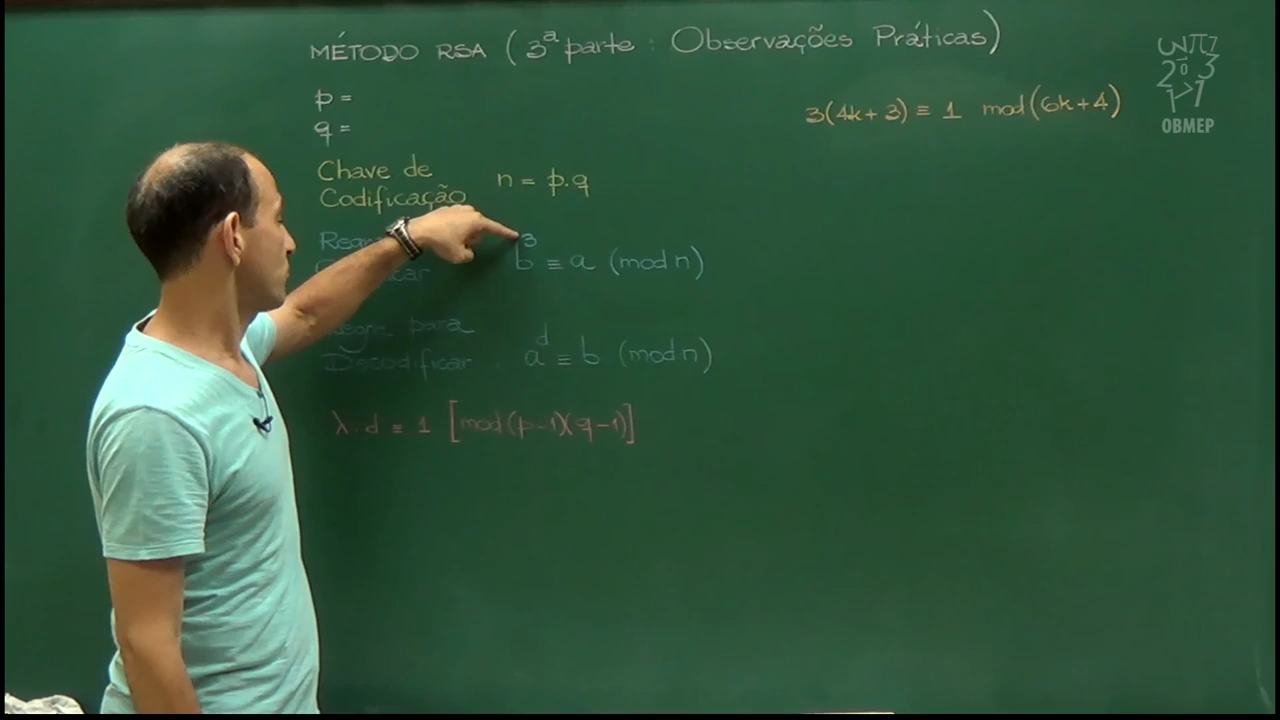 MÉTODO RSA (3ª parte : Observações Práticas)
p =
q =
3(4k+3) ≡ 1 mod(6k+4)
Chave de
Codificação
n = p.q
b³ ≡ a (mod n)
Regra para
Decodificar
a^d ≡ b (mod n)
λ.d ≡ 1 [mod(p-1)(q-1)]
OBMEP